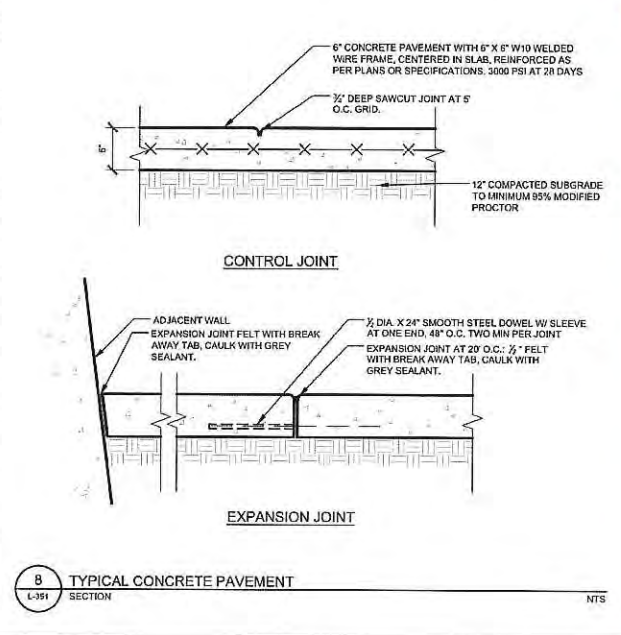 6" CONCRETE PAVEMENT WITH 6" X 6" W10 WELDED
WIRE FRAME, CENTERED IN SLAB, REINFORCED AS
PER PLANS OR SPECIFICATIONS. 3000 PSI AT 28 DAYS
½" DEEP SAWCUT JOINT AT 5'
O.C. GRID.
6"
12" COMPACTED SUBGRADE
TO MINIMUM 95% MODIFIED
PROCTOR
CONTROL JOINT
ADJACENT WALL
EXPANSION JOINT FELT WITH BREAK
AWAY TAB, CAULK WITH GREY
SEALANT.
½ DIA. X 24" SMOOTH STEEL DOWEL W/ SLEEVE
AT ONE END, 48" O.C. TWO MIN PER JOINT
EXPANSION JOINT AT 20' O.C.: ½" FELT
WITH BREAK AWAY TAB, CAULK WITH
GREY SEALANT.
EXPANSION JOINT
8
L-351
TYPICAL CONCRETE PAVEMENT
SECTION
NTS